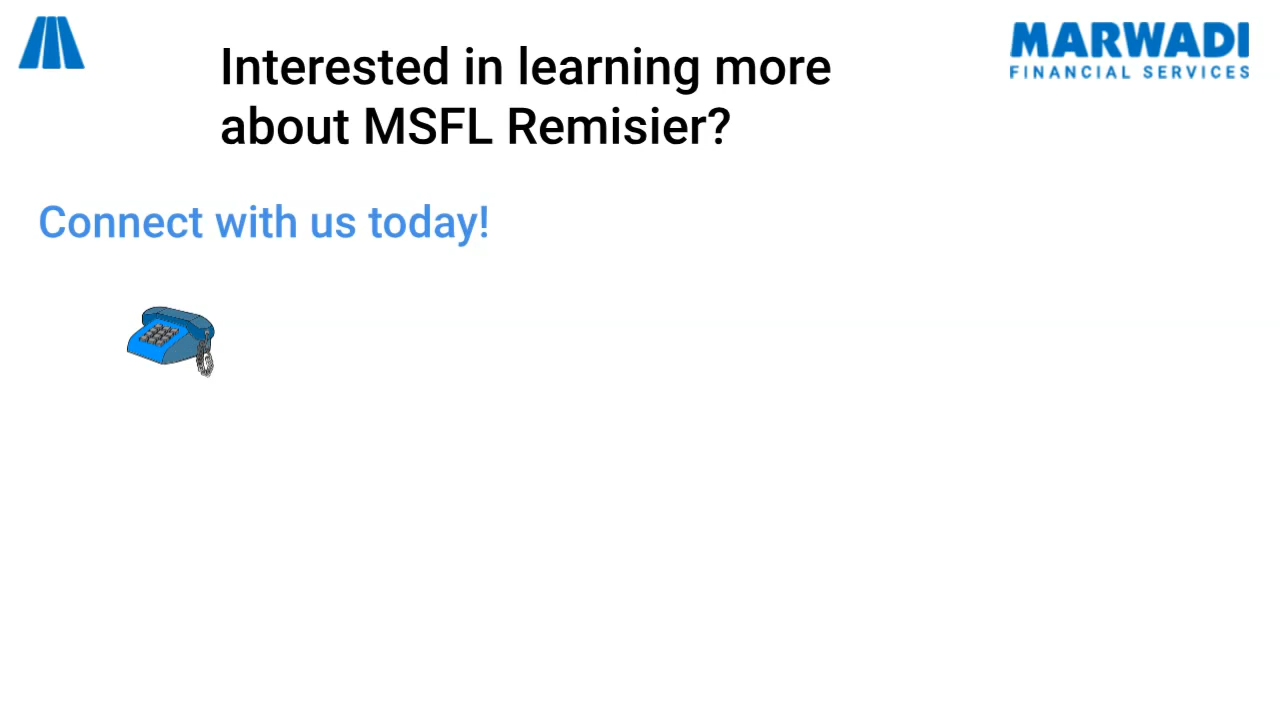 MARWADI
FINANCIAL SERVICES
Interested in learning more
about MSFL Remisier?
Connect with us today!